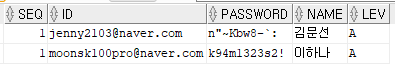 SEQ ID PASSWORD NAME LEV
1 jenny2103@naver.com n"~Kbw8-`: 김문선 A
1 moonsk100pro@naver.com k94ml323s2! 이하나 A